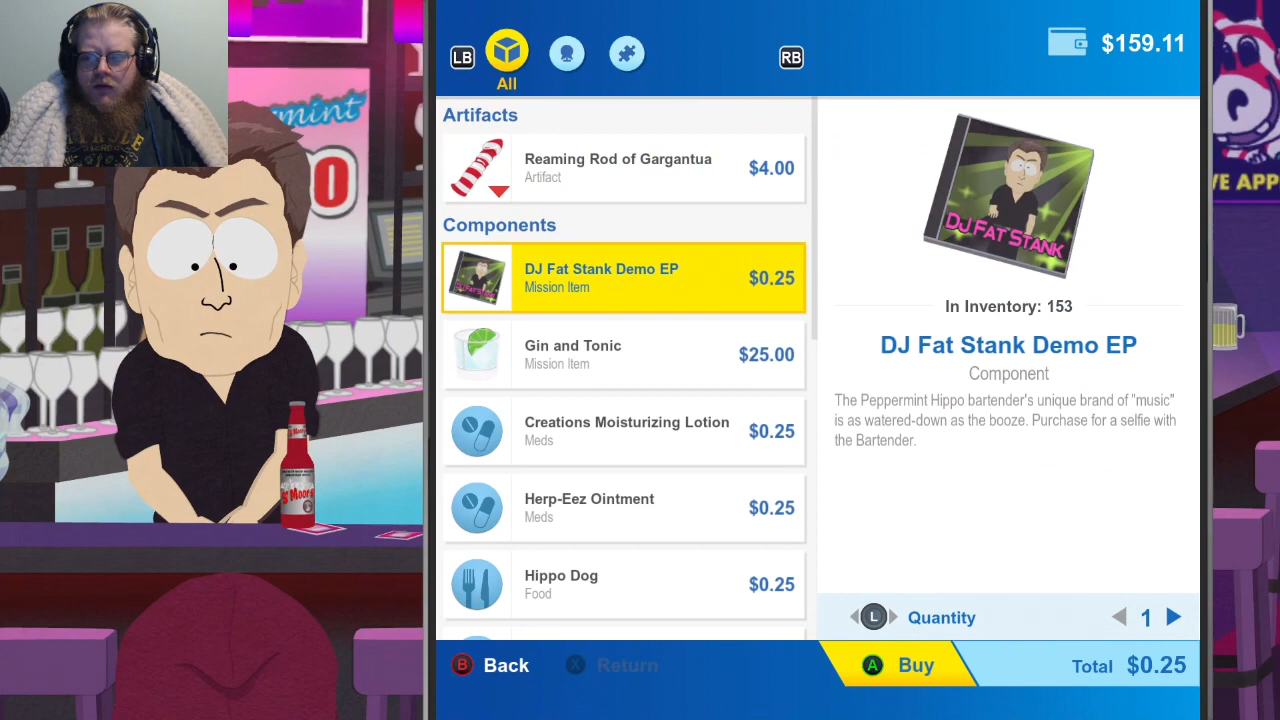 LB
All
RB
$159.11
Artifacts
Reaming Rod of Gargantua
Artifact
$4.00
Components
DJ Fat Stank Demo EP
Mission Item
$0.25
Gin and Tonic
Mission Item
$25.00
Creations Moisturizing Lotion
Meds
$0.25
Herp-Eez Ointment
Meds
$0.25
Hippo Dog
Food
$0.25
DJ FAT STANK
In Inventory: 153
DJ Fat Stank Demo EP
Component
The Peppermint Hippo bartender's unique brand of "music"
is as watered-down as the booze. Purchase for a selfie with
the Bartender.
L Quantity
1
B Back
X Return
A Buy
Total $0.25
mint